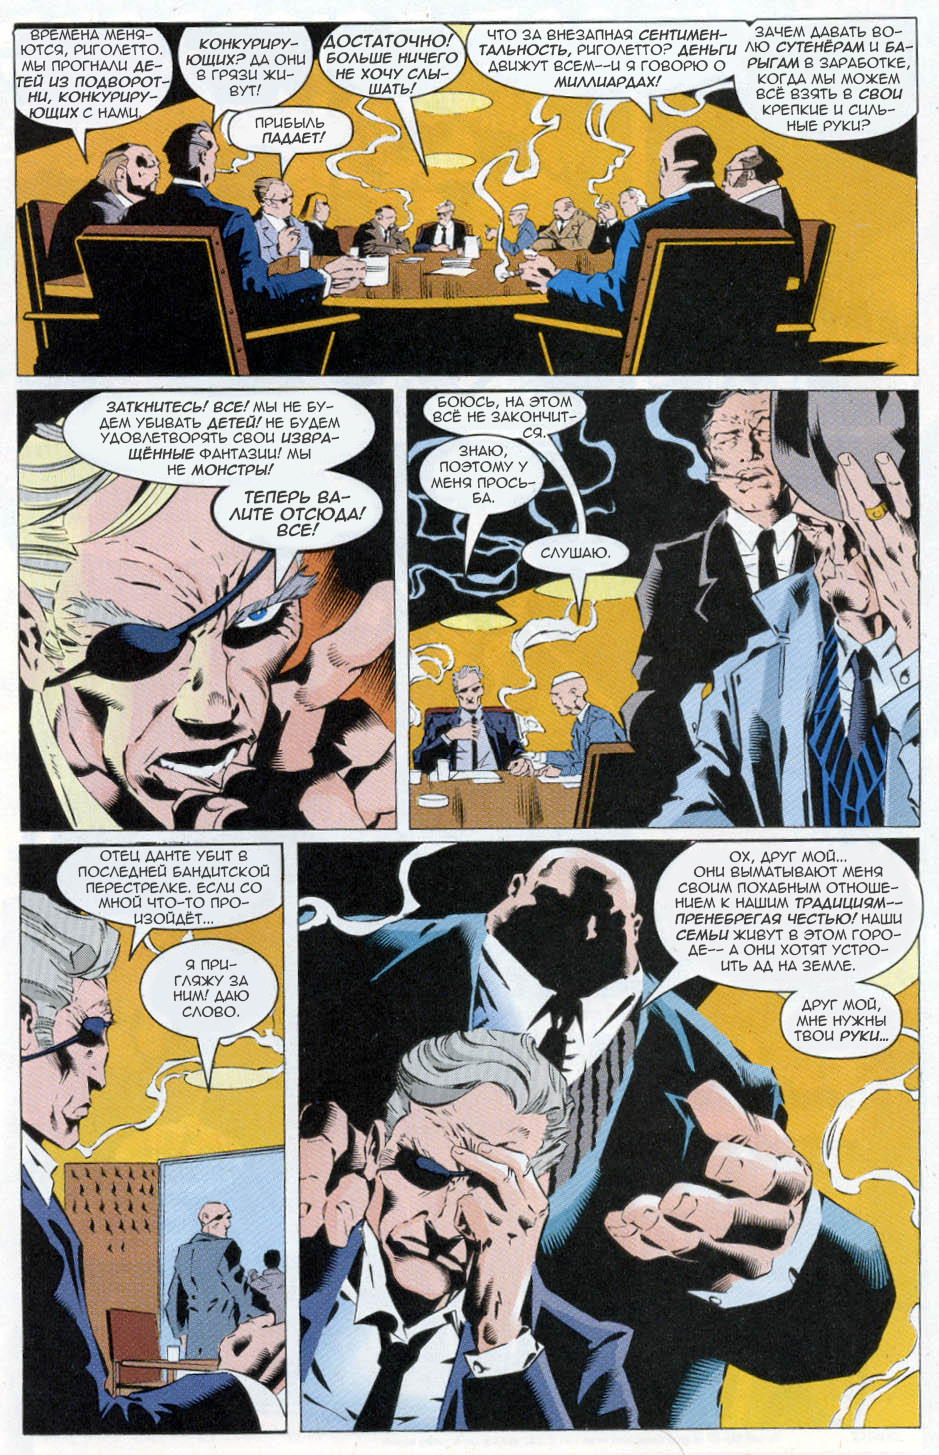 ВРЕМЕНА МЕНЯ-
ЮТСЯ, РИГОЛЕТТО.
МЫ ПРОГНАЛИ ДЕ-
ТЕЙ ИЗ ПОДВОРОТ-
НИ, КОНКУРИРУ-
ЮЩИХ С НАМИ.
КОНКУРИРУ-
ЮЩИХ? ДА ОНИ
В ГРЯЗИ ЖИ-
ВУТ!
ПРИБЫЛЬ
ПАДАЕТ!
ДОСТАТОЧНО!
БОЛЬШЕ НИЧЕГО
НЕ ХОЧУ СЛЫ-
ШАТЬ!
ЧТО ЗА ВНЕЗАПНАЯ СЕНТИМЕН-
ТАЛЬНОСТЬ, РИГОЛЕТТО? ДЕНЬГИ
ДВИЖУТ ВСЕМ--И Я ГОВОРЮ О
МИЛЛИАРДАХ!
ЗАЧЕМ ДАВАТЬ ВО-
ЛЮ СУТЕНЁРАМ И БА-
РЫГАМ В ЗАРАБОТКЕ,
КОГДА МЫ МОЖЕМ
ВСЁ ВЗЯТЬ В СВОИ
КРЕПКИЕ И СИЛЬ-
НЫЕ РУКИ?
ЗАТКНИТЕСЬ! ВСЕ! МЫ НЕ БУ-
ДЕМ УБИВАТЬ ДЕТЕЙ! НЕ БУДЕМ
УДОВЛЕТВОРЯТЬ СВОИ ИЗВРА-
ЩЁННЫЕ ФАНТАЗИИ! МЫ
НЕ МОНСТРЫ!
ТЕПЕРЬ ВА-
ЛИТЕ ОТСЮДА!
ВСЕ!
БОЮСЬ, НА ЭТОМ
ВСЁ НЕ ЗАКОНЧИТ-
СЯ.
ЗНАЮ,
ПОЭТОМУ У
МЕНЯ ПРОСЬ-
БА.
СЛУШАЮ.
ОТЕЦ ДАНТЕ УБИТ В
ПОСЛЕДНЕЙ БАНДИТСКОЙ
ПЕРЕСТРЕЛКЕ. ЕСЛИ СО
МНОЙ ЧТО-ТО ПРО-
ИЗОЙДЁТ...
Я ПРИ-
ГЛЯЖУ ЗА
НИМ! ДАЮ
СЛОВО.
ОХ, ДРУГ МОЙ...
ОНИ ВЫМАТЫВАЮТ МЕНЯ
СВОИМ ПОХАБНЫМ ОТНОШЕ-
НИЕМ К НАШИМ ТРАДИЦИЯМ--
ПРЕНЕБРЕГАЯ ЧЕСТЬЮ! НАШИ
СЕМЬИ ЖИВУТ В ЭТОМ ГОРО-
ДЕ-- А ОНИ ХОТЯТ УСТРО-
ИТЬ АД НА ЗЕМЛЕ.
ДРУГ МОЙ,
МНЕ НУЖНЫ
ТВОИ РУКИ...